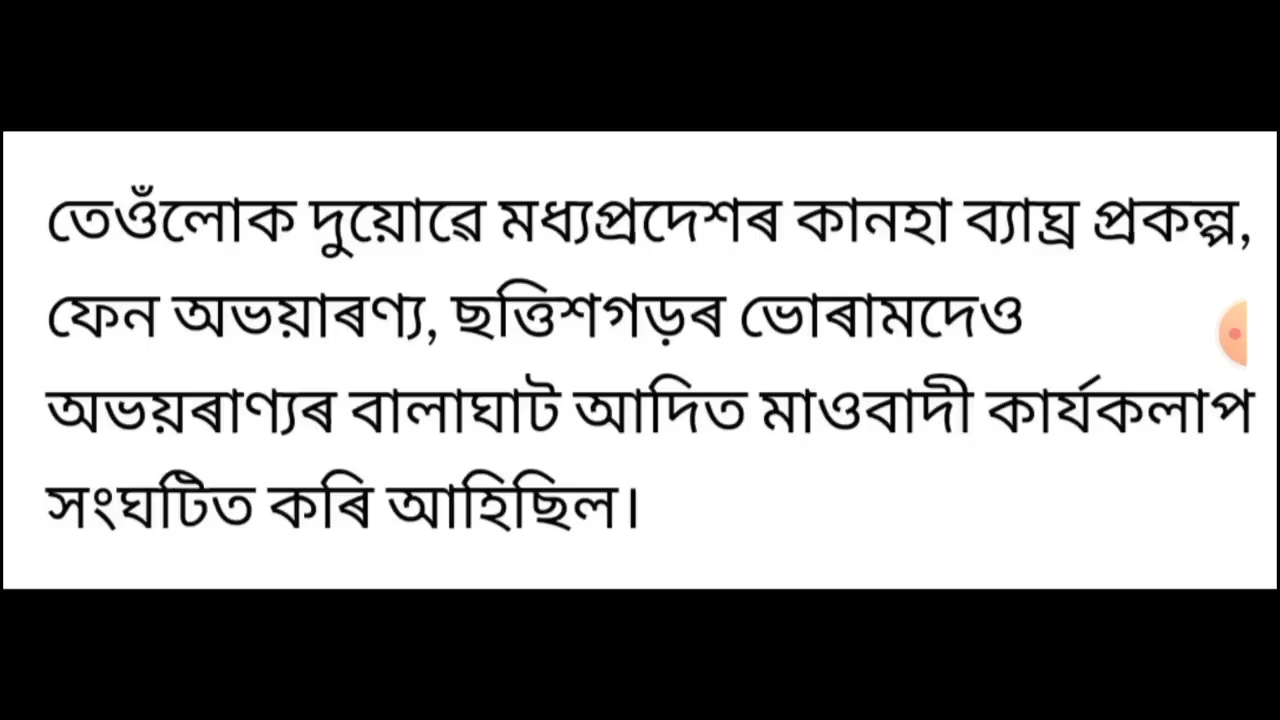 তেওঁলোক দুয়োৱে মধ্যপ্ৰদেশৰ কানহা ব্যাঘ্ৰ প্ৰকল্প,
ফেন অভয়াৰণ্য, ছত্তিশগড়ৰ ভোৰামদেও
অভয়ৰাণ্যৰ বালাঘাট আদিত মাওবাদী কাৰ্যকলাপ
সংঘটিত কৰি আহিছিল।